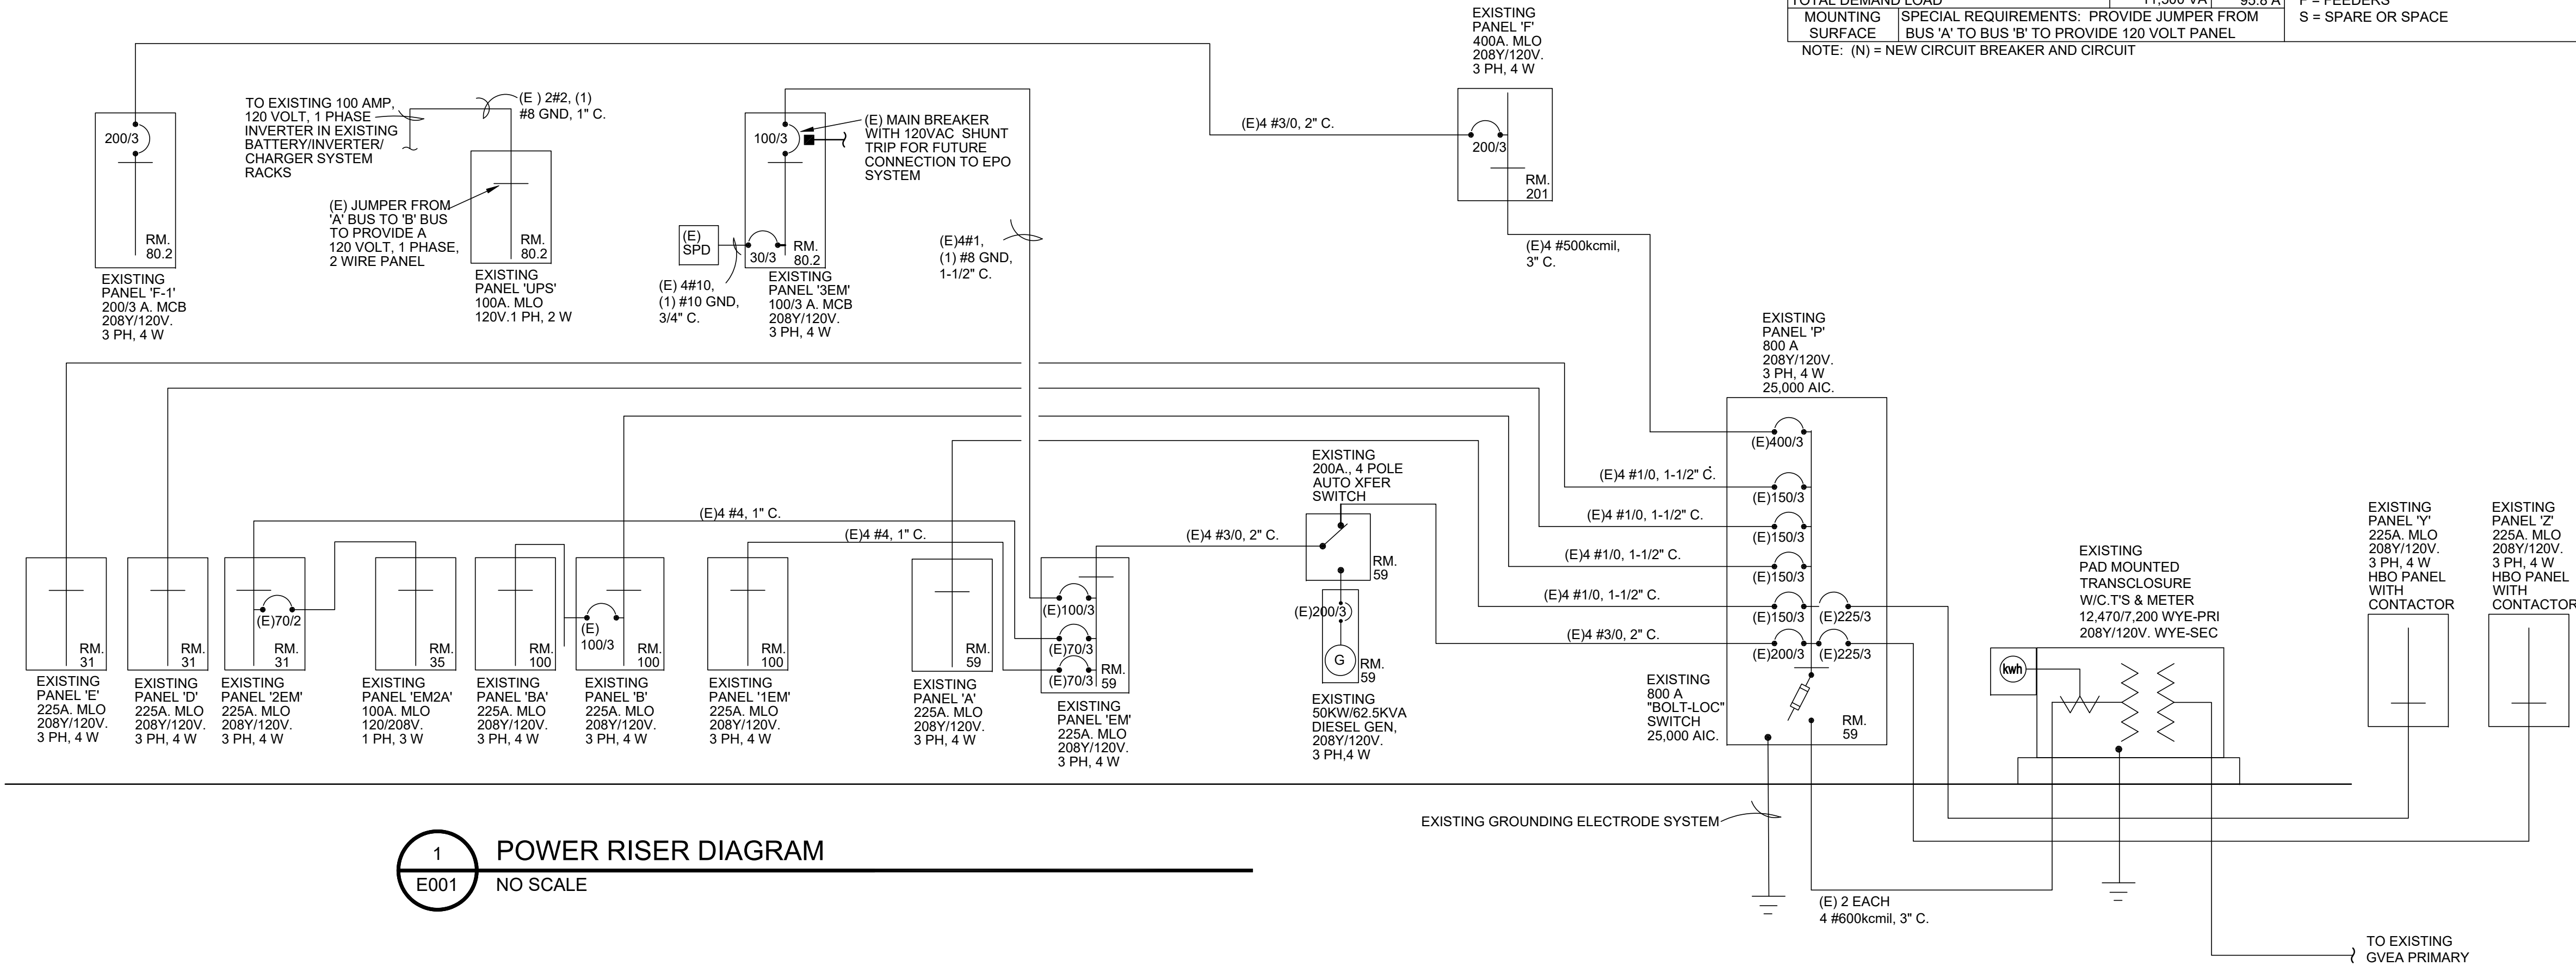 TOTAL DEMAND LOAD 11,500 VA 95.8 A
F = FEEDERS
MOUNTING
SURFACE
SPECIAL REQUIREMENTS: PROVIDE JUMPER FROM
BUS 'A' TO BUS 'B' TO PROVIDE 120 VOLT PANEL
S = SPARE OR SPACE
NOTE: (N) = NEW CIRCUIT BREAKER AND CIRCUIT
EXISTING
PANEL 'F'
400A. MLO
208Y/120V.
3 PH, 4 W
200/3
RM.
201
(E)4 #3/0, 2" C.
(E)4 #500kcmil,
3" C.
200/3
RM.
80.2
EXISTING
PANEL 'F-1'
200/3 A. MCB
208Y/120V.
3 PH, 4 W
TO EXISTING 100 AMP,
120 VOLT, 1 PHASE
INVERTER IN EXISTING
BATTERY/INVERTER/
CHARGER SYSTEM
RACKS
(E ) 2#2, (1)
#8 GND, 1" C.
(E) JUMPER FROM
'A' BUS TO 'B' BUS
TO PROVIDE A
120 VOLT, 1 PHASE,
2 WIRE PANEL
RM.
80.2
EXISTING
PANEL 'UPS'
100A. MLO
120V.1 PH, 2 W
100/3
(E) MAIN BREAKER
WITH 120VAC SHUNT
TRIP FOR FUTURE
CONNECTION TO EPO
SYSTEM
(E)
SPD
30/3
RM.
80.2
(E) 4#10,
(1) #10 GND,
3/4" C.
EXISTING
PANEL '3EM'
100/3 A. MCB
208Y/120V.
3 PH, 4 W
(E)4#1,
(1) #8 GND,
1-1/2" C.
EXISTING
PANEL 'P'
800 A
208Y/120V.
3 PH, 4 W
25,000 AIC.
(E)400/3
(E)4 #1/0, 1-1/2" C.
(E)150/3
(E)4 #1/0, 1-1/2" C.
(E)150/3
(E)4 #1/0, 1-1/2" C.
(E)150/3
(E)4 #1/0, 1-1/2" C.
(E)150/3
(E)225/3
(E)4 #3/0, 2" C.
(E)200/3
(E)225/3
EXISTING
800 A
"BOLT-LOC"
SWITCH
25,000 AIC.
RM.
59
EXISTING
200A., 4 POLE
AUTO XFER
SWITCH
RM.
59
(E)4 #3/0, 2" C.
(E)200/3
G
RM.
59
EXISTING
50KW/62.5KVA
DIESEL GEN,
208Y/120V.
3 PH,4 W
(E)4 #4, 1" C.
(E)4 #4, 1" C.
RM.
31
EXISTING
PANEL 'E'
225A. MLO
208Y/120V.
3 PH, 4 W
RM.
31
EXISTING
PANEL 'D'
225A. MLO
208Y/120V.
3 PH, 4 W
(E)70/2
RM.
31
EXISTING
PANEL '2EM'
225A. MLO
208Y/120V.
3 PH, 4 W
RM.
35
EXISTING
PANEL 'EM2A'
100A. MLO
120/208V.
1 PH, 3 W
RM.
100
EXISTING
PANEL 'BA'
225A. MLO
208Y/120V.
3 PH, 4 W
(E)
100/3
RM.
100
EXISTING
PANEL 'B'
225A. MLO
208Y/120V.
3 PH, 4 W
RM.
100
EXISTING
PANEL '1EM'
225A. MLO
208Y/120V.
3 PH, 4 W
RM.
59
EXISTING
PANEL 'A'
225A. MLO
208Y/120V.
3 PH, 4 W
(E)100/3
(E)70/3
(E)70/3
RM.
59
EXISTING
PANEL 'EM'
225A. MLO
208Y/120V.
3 PH, 4 W
EXISTING
PAD MOUNTED
TRANSCLOSURE
W/C.T'S & METER
12,470/7,200 WYE-PRI
208Y/120V. WYE-SEC
kwh
EXISTING
PANEL 'Y'
225A. MLO
208Y/120V.
3 PH, 4 W
HBO PANEL
WITH
CONTACTOR
EXISTING
PANEL 'Z'
225A. MLO
208Y/120V.
3 PH, 4 W
HBO PANEL
WITH
CONTACTOR
EXISTING GROUNDING ELECTRODE SYSTEM
(E) 2 EACH
4 #600kcmil, 3" C.
TO EXISTING
GVEA PRIMARY
1
E001
POWER RISER DIAGRAM
NO SCALE